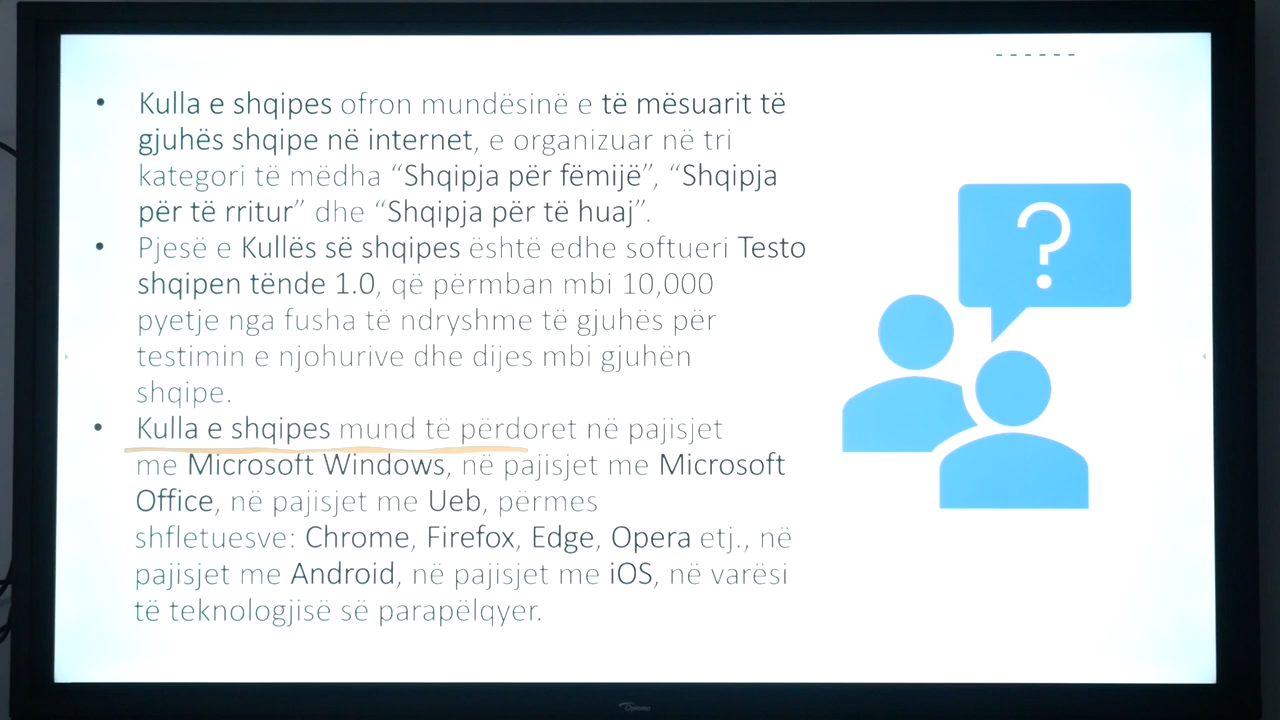 • Kulla e shqipes ofron mundësinë e të mësuarit të
gjuhës shqipe në internet, e organizuar në tri
kategori të mëdha “Shqipja për fëmijë”, “Shqipja
për të rritur” dhe “Shqipja për të huaj”.
• Pjesë e Kullës së shqipes është edhe softueri Testo
shqipen tënde 1.0, që përmban mbi 10,000
pyetje nga fusha të ndryshme të gjuhës për
testimin e njohurive dhe dijes mbi gjuhën
shqipe.
• Kulla e shqipes mund të përdoret në pajisjet
me Microsoft Windows, në pajisjet me Microsoft
Office, në pajisjet me Ueb, përmes
shfletuesve: Chrome, Firefox, Edge, Opera etj., në
pajisjet me Android, në pajisjet me iOS, në varësi
të teknologjisë së parapëlqyer.
?
Optoma